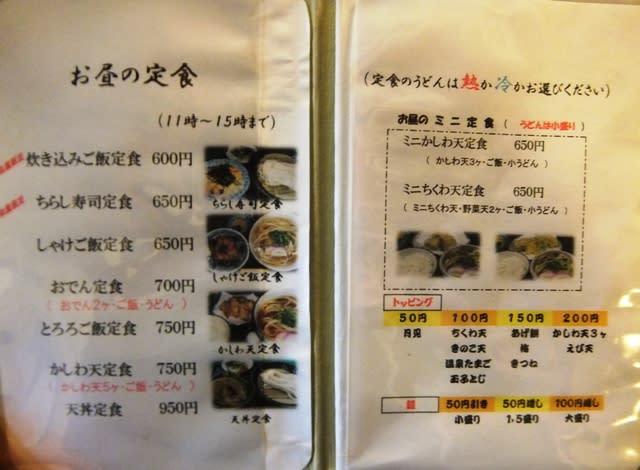 お昼の定食
(11時～15時まで)
炊き込みご飯定食 600円
ちらし寿司定食 650円
しゃけご飯定食 650円
おでん定食 700円
(おでん2ヶ・ご飯・うどん)
とろろご飯定食 750円
かしわ天定食 750円
(かしわ天5ヶ・ご飯・うどん)
天丼定食 950円
ちらし寿司定食
しゃけご飯定食
かしわ天定食
天丼定食
(定食のうどんは熱か冷かお選びください)
お昼の ミニ定食 ( うどんは小盛り )
ミニかしわ天定食 650円
( かしわ天3ヶ・ご飯・小うどん )
ミニちくわ天定食 650円
( ミニちくわ天・野菜天2ヶ・ご飯・小うどん )
トッピング
50円 100円 150円 200円
月見 ちくわ天 あげ餅 かしわ天3ヶ
きのこ天 梅 えび天
温泉たまご きつね
おぼろ
麺 50円引き 50円増し 100円増し
小盛り 1,5盛り 大盛り